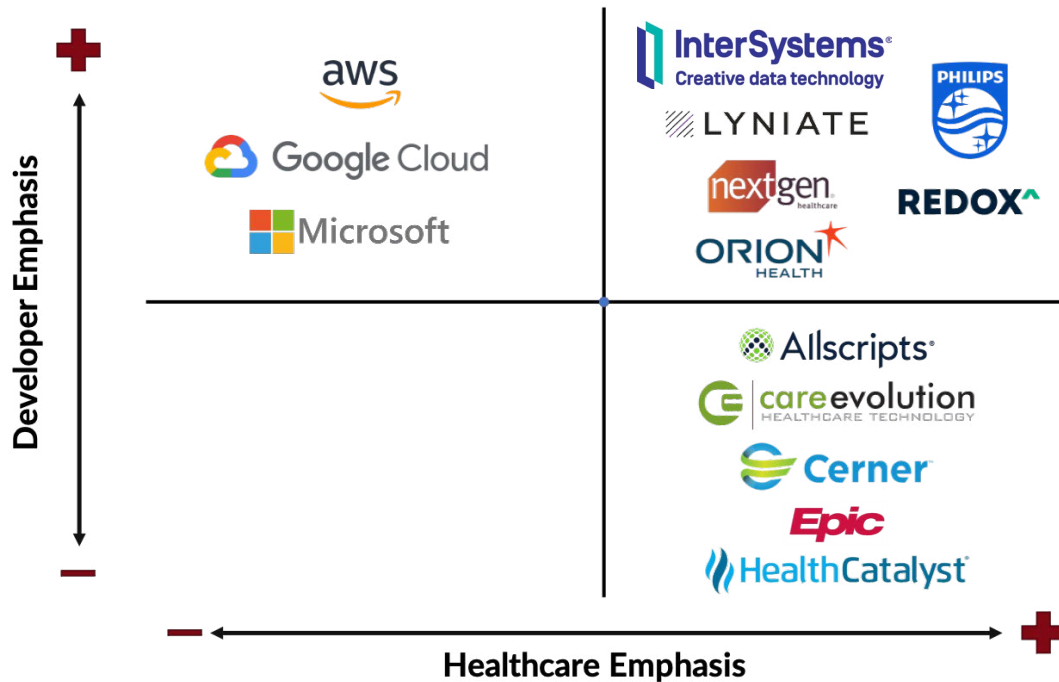 aws
Google Cloud
Microsoft
InterSystems®
Creative data technology
LYNIATE
nextgen®
healthcare
ORION
HEALTH
PHILIPS
REDOX^
Allscripts®
careevolution
HEALTHCARE TECHNOLOGY
Cerner™
Epic
HealthCatalyst®
Developer Emphasis
Healthcare Emphasis